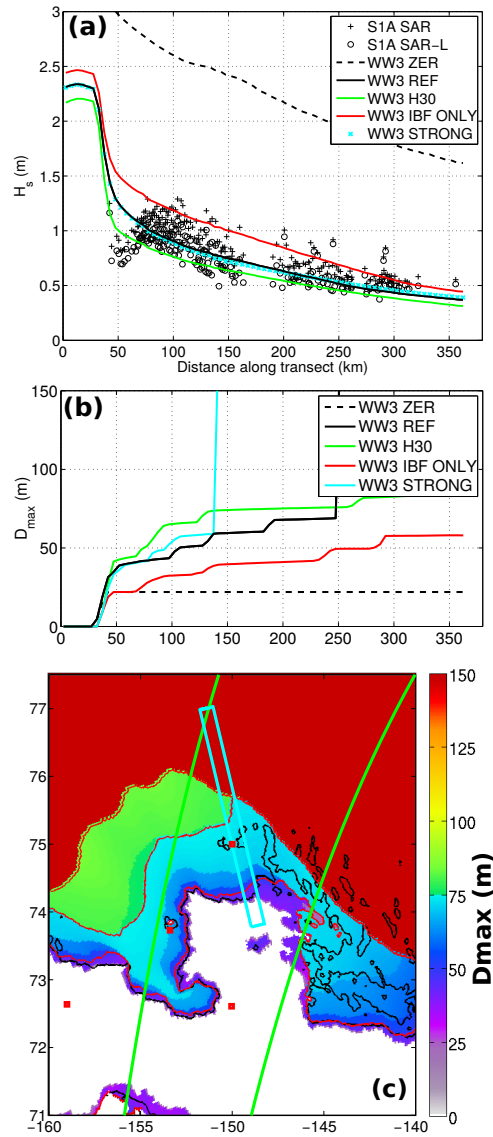 (a)
S1A SAR
S1A SAR-L
WW3 ZER
WW3 REF
WW3 H30
WW3 IBF ONLY
WW3 STRONG
3
2.5
2
1.5
1
0.5
0
H_s (m)
0 50 100 150 200 250 300 350
Distance along transect (km)
(b)
WW3 ZER
WW3 REF
WW3 H30
WW3 IBF ONLY
WW3 STRONG
150
100
50
0
D_max (m)
0 50 100 150 200 250 300 350
77
76
75
74
73
72
71
−160 −155 −150 −145 −140
(c)
150
125
100
75
50
25
0
Dmax (m)